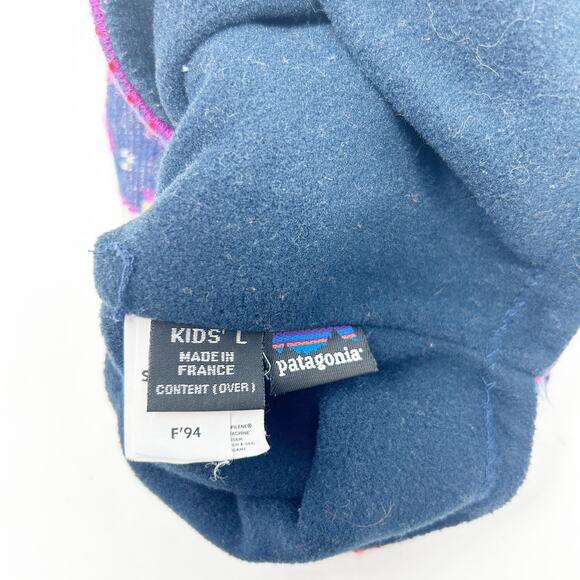 KIDS' L
MADE IN
FRANCE
CONTENT (OVER)
patagonia®
F'94